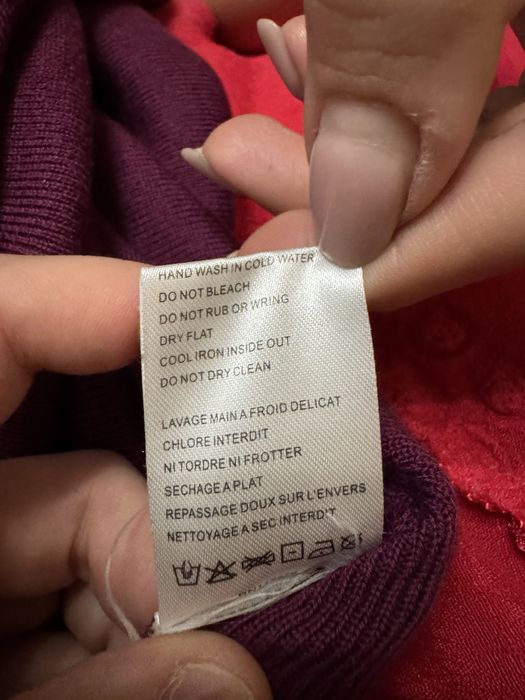 HAND WASH IN COLD WATER
DO NOT BLEACH
DO NOT RUB OR WRING
DRY FLAT
COOL IRON INSIDE OUT
DO NOT DRY CLEAN
LAVAGE MAIN A FROID DELICAT
CHLORE INTERDIT
NI TORDRE NI FROTTER
SECHAGE A PLAT
REPASSAGE DOUX SUR L'ENVERS
NETTOYAGE A SEC INTERDIT